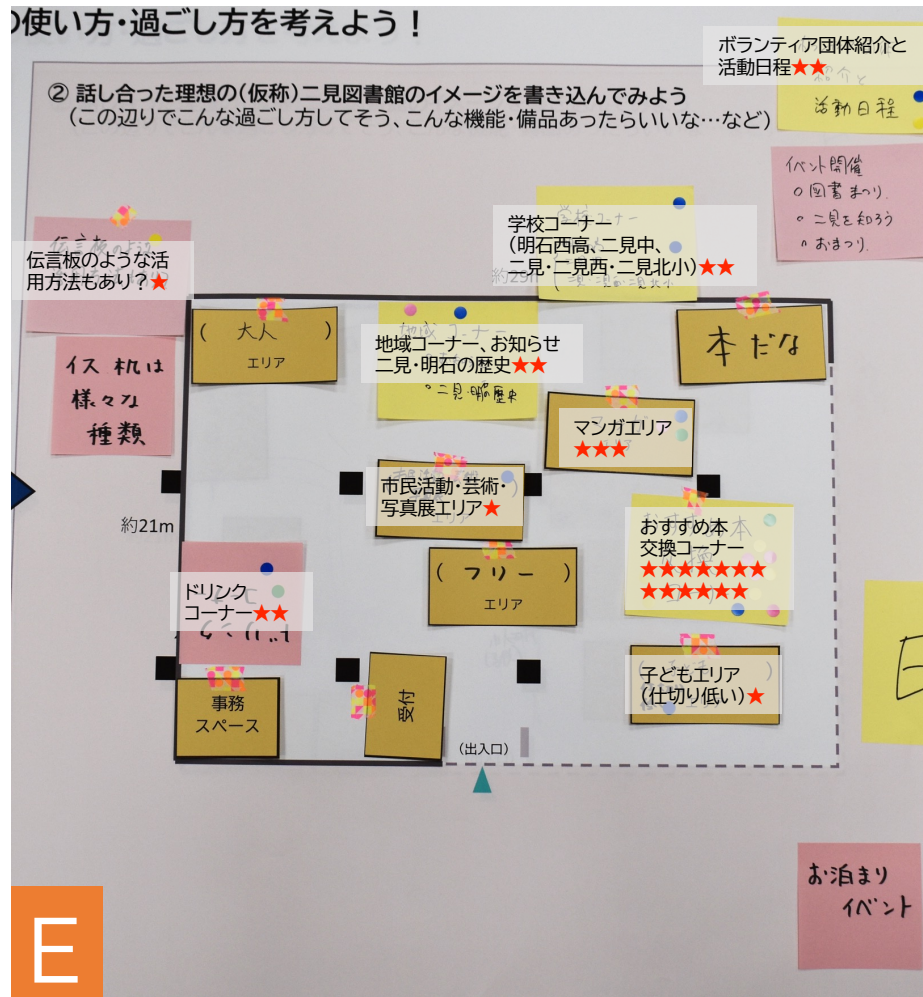 の使い方・過ごし方を考えよう！
② 話し合った理想の(仮称)二見図書館のイメージを書き込んでみよう
(この辺りでこんな過ごし方してそう、こんな機能・備品あったらいいな…など)
ボランティア団体紹介と
活動日程★★
紹介と
活動日程
イベント開催
○ 図書まつり
○ 二見を知ろう
おまつり
伝言板のような活
用方法もあり？★
学校コーナー
（明石西高、二見中、
二見・二見西・二見北小）★★
約29m
( 大人 )
エリア
地域コーナー、お知らせ
二見・明石の歴史★★
本だな
イス 机は
様々な
種類
マンガエリア
★★★
市民活動・芸術・
写真展エリア★
約21m
おすすめ本
交換コーナー
★★★★★★★
★★★★★★
( フリー )
エリア
ドリンク
コーナー★★
子どもエリア
（仕切り低い）★
事務
スペース
受付
（出入口）
お泊まり
イベント
E